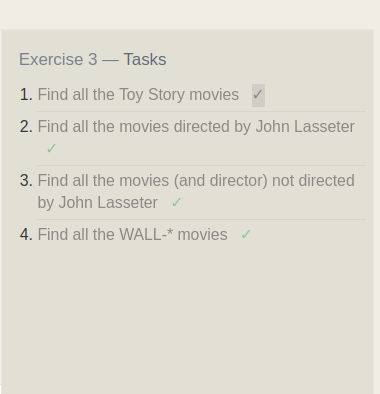 Exercise 3 — Tasks
1. Find all the Toy Story movies ✓
2. Find all the movies directed by John Lasseter
✓
3. Find all the movies (and director) not directed
by John Lasseter ✓
4. Find all the WALL-* movies ✓